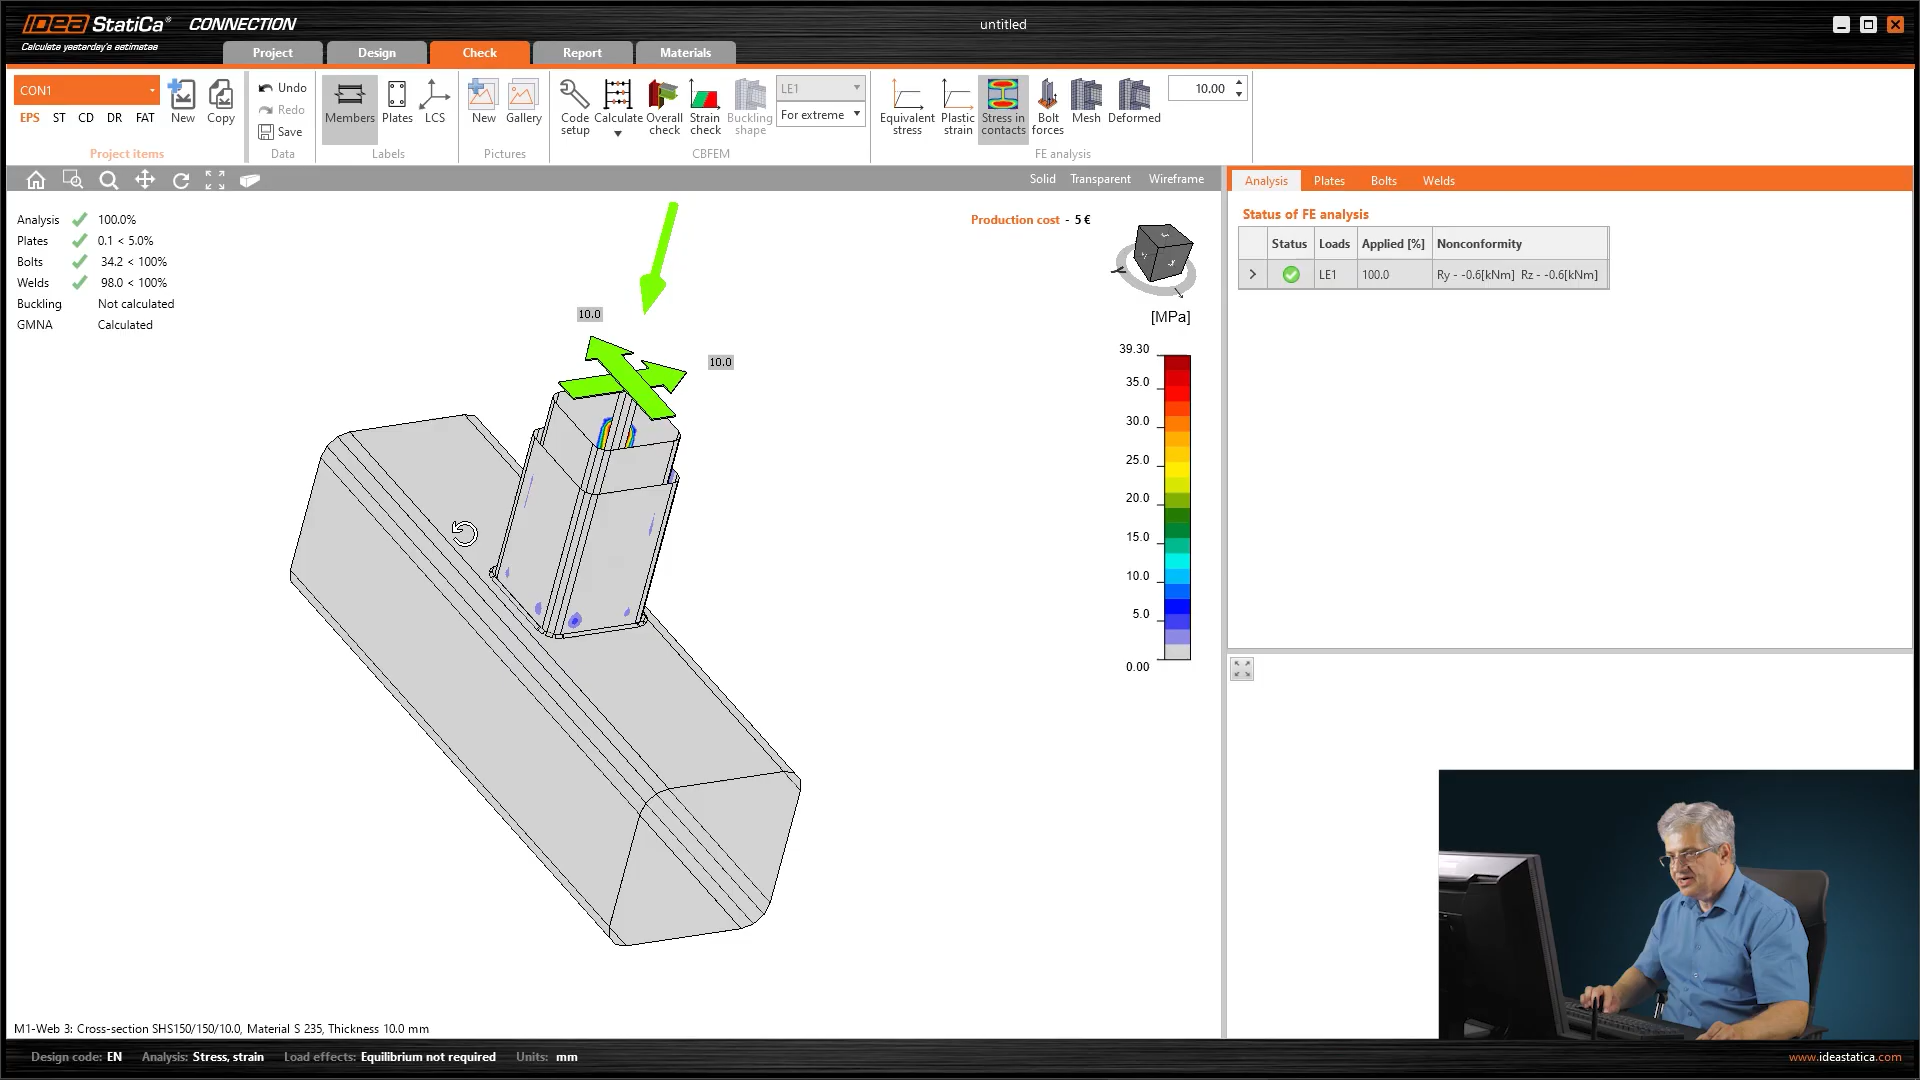 IDEA StatiCa® CONNECTION
Calculate yesterday's estimates
untitled
Project
Design
Check
Report
Materials
CON1
EPS ST CD DR FAT
New
Copy
Project items
Undo
Redo
Save
Data
Members
Plates
LCS
Labels
New
Gallery
Pictures
Code setup
Calculate
Overall check
Strain check
Buckling shape
LE1
For extreme
CBFEM
Equivalent stress
Plastic strain
Stress in contacts
Bolt forces
Mesh
Deformed
10.00
FE analysis
Solid Transparent Wireframe
Analysis 100.0%
Plates 0.1 < 5.0%
Bolts 34.2 < 100%
Welds 98.0 < 100%
Buckling Not calculated
GMNA Calculated
Production cost - 5 €
10.0
10.0
[MPa]
39.30
35.0
30.0
25.0
20.0
15.0
10.0
5.0
0.00
Analysis Plates Bolts Welds
Status of FE analysis
Status Loads Applied [%] Nonconformity
LE1 100.0 Ry - -0.6[kNm] Rz - -0.6[kNm]
M1-Web 3: Cross-section SHS150/150/10.0, Material S 235, Thickness 10.0 mm
Design code: EN Analysis: Stress, strain Load effects: Equilibrium not required Units: mm
www.ideastatica.com